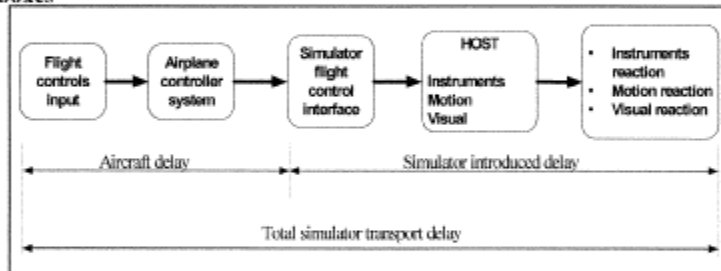 Flight
controls
input
Airplane
controller
system
Simulator
flight
control
interface
HOST
Instruments
Motion
Visual
• Instruments
reaction
• Motion reaction
• Visual reaction
Aircraft delay
Simulator introduced delay
Total simulator transport delay